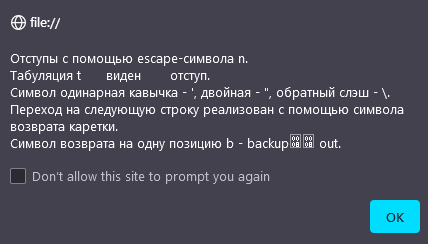 file://
Отступы с помощью escape-символа n.
Табуляция t	виден	отступ.
Символ одинарная кавычка - ', двойная - ", обратный слэш - \.
Переход на следующую строку реализован с помощью символа
возврата каретки.
Символ возврата на одну позицию b - backup out.
Don't allow this site to prompt you again
OK